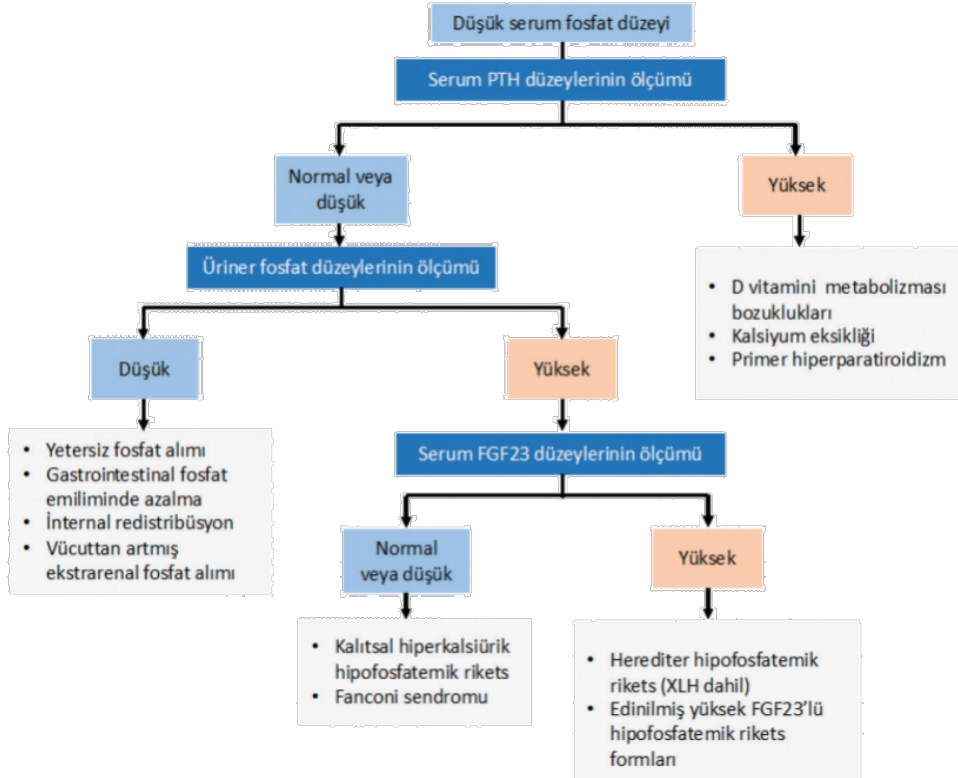 Düşük serum fosfat düzeyi
Serum PTH düzeylerinin ölçümü
Normal veya
düşük
Yüksek
Üriner fosfat düzeylerinin ölçümü
• D vitamini metabolizması
bozuklukları
• Kalsiyum eksikliği
• Primer hiperparatiroidizm
Düşük
Yüksek
• Yetersiz fosfat alımı
• Gastrointestinal fosfat
emiliminde azalma
• İnternal redistribüsyon
• Vücuttan artmış
ekstrarenal fosfat alımı
Serum FGF23 düzeylerinin ölçümü
Normal
veya düşük
Yüksek
• Kalıtsal hiperkalsiürik
hipofosfatemik rikets
• Fanconi sendromu
• Herediter hipofosfatemik
rikets (XLH dahil)
• Edinilmiş yüksek FGF23'lü
hipofosfatemik rikets
formları